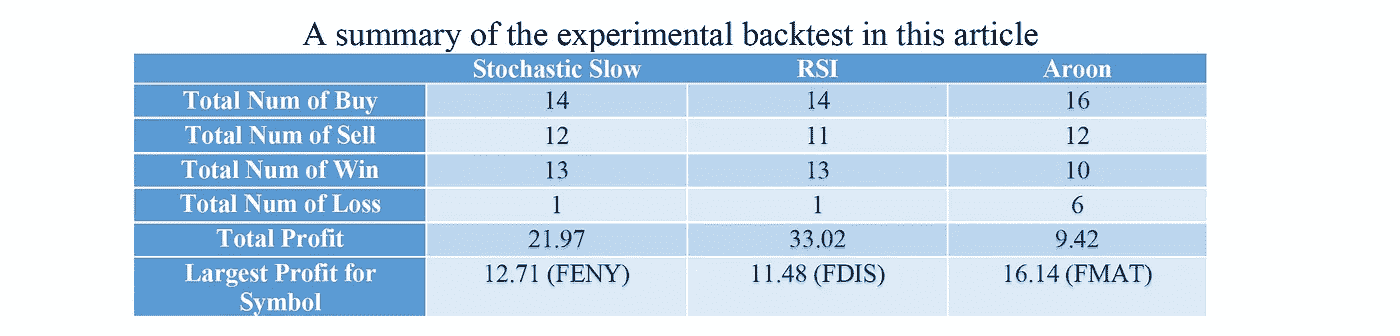 A summary of the experimental backtest in this article
Stochastic Slow RSI Aroon
Total Num of Buy 14 14 16
Total Num of Sell 12 11 12
Total Num of Win 13 13 10
Total Num of Loss 1 1 6
Total Profit 21.97 33.02 9.42
Largest Profit for 12.71 (FENY) 11.48 (FDIS) 16.14 (FMAT)
Symbol